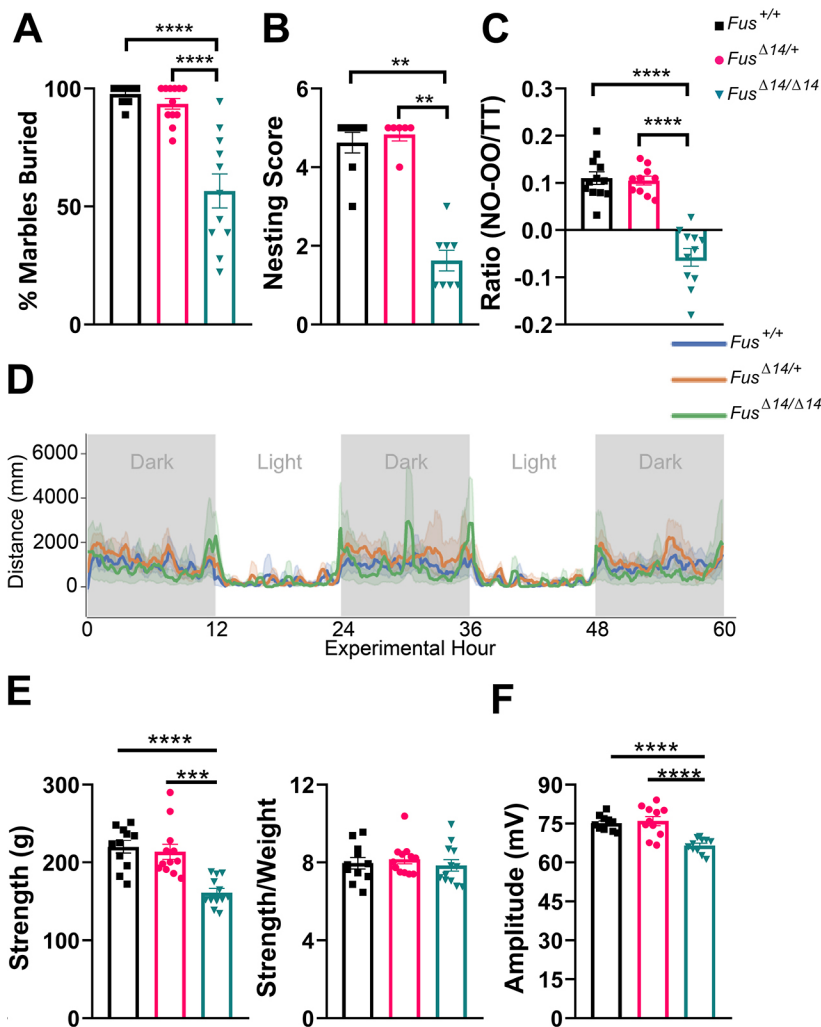 A
B
C
Fus+/+
FusΔ14/+
FusΔ14/Δ14
****
****
% Marbles Buried
100
50
0
**
**
Nesting Score
6
4
2
0
****
****
Ratio (NO-OO/TT)
0.3
0.2
0.1
0.0
-0.1
-0.2
Fus+/+
FusΔ14/+
FusΔ14/Δ14
D
Distance (mm)
6000
4000
2000
0
Dark
Light
Dark
Light
Dark
0
12
24
36
48
60
Experimental Hour
E
****
***
Strength (g)
300
200
100
0
Strength/Weight
12
8
4
0
F
****
****
Amplitude (mV)
90
75
60
45
30
15
0